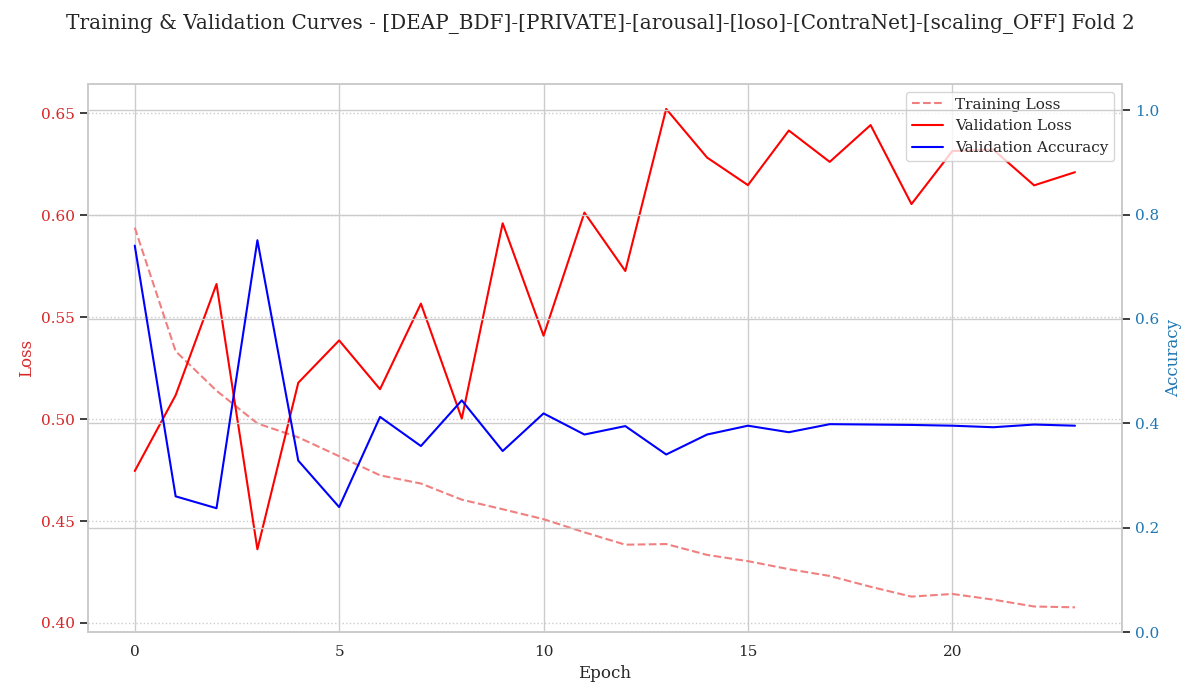 Training & Validation Curves - [DEAP_BDF]-[PRIVATE]-[arousal]-[loso]-[ContraNet]-[scaling_OFF] Fold 2
Training Loss
Validation Loss
Validation Accuracy
Loss
0.65
0.60
0.55
0.50
0.45
0.40
1.0
0.8
0.6
0.4
0.2
0.0
Accuracy
0
5
10
15
20
Epoch